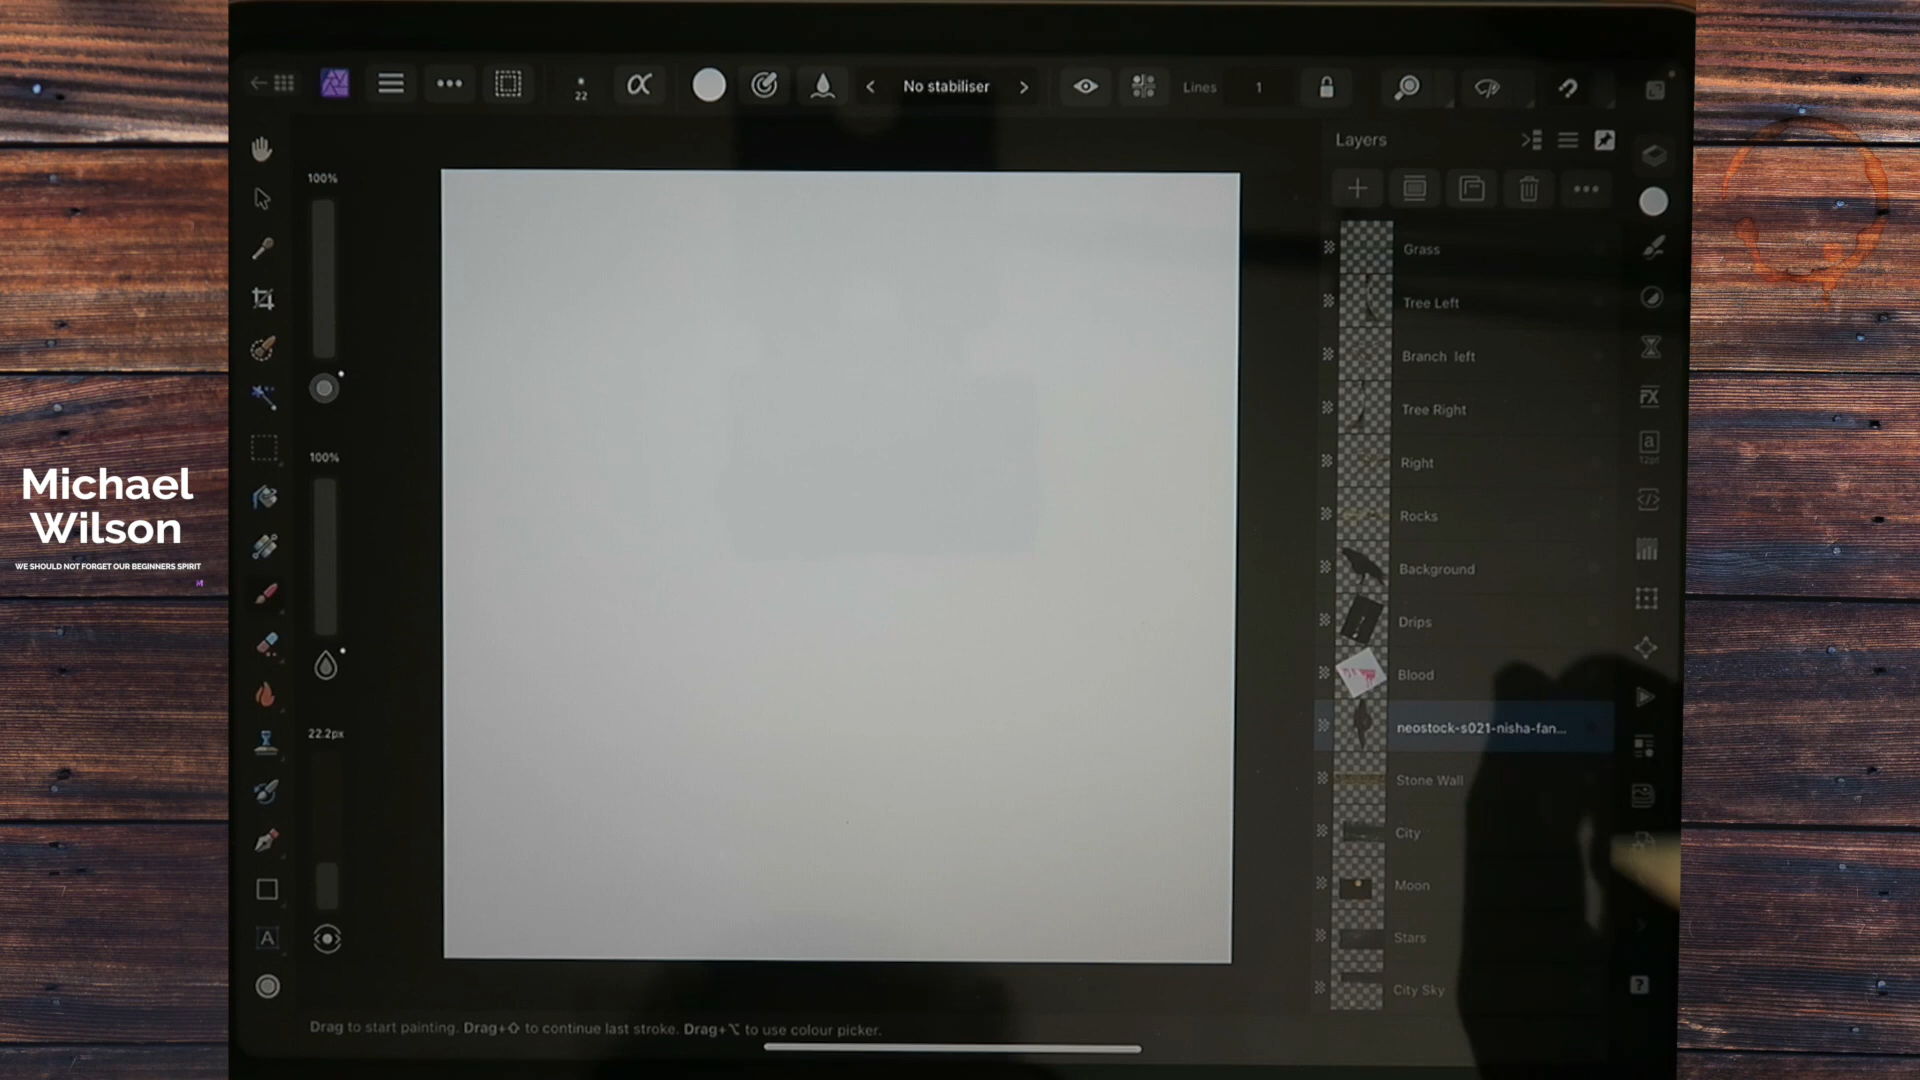 22
No stabiliser
Lines
1
Layers
100%
Grass
Tree Left
Branch left
Tree Right
FX
a
12pt
100%
Right
Michael
Wilson
Rocks
WE SHOULD NOT FORGET OUR BEGINNERS SPIRIT
M
Background
Drips
Blood
22.2px
neostock-s021-nisha-fan...
Stone Wall
City
Moon
A
Stars
City Sky
?
Drag to start painting. Drag+⇧ to continue last stroke. Drag+⌥ to use colour picker.